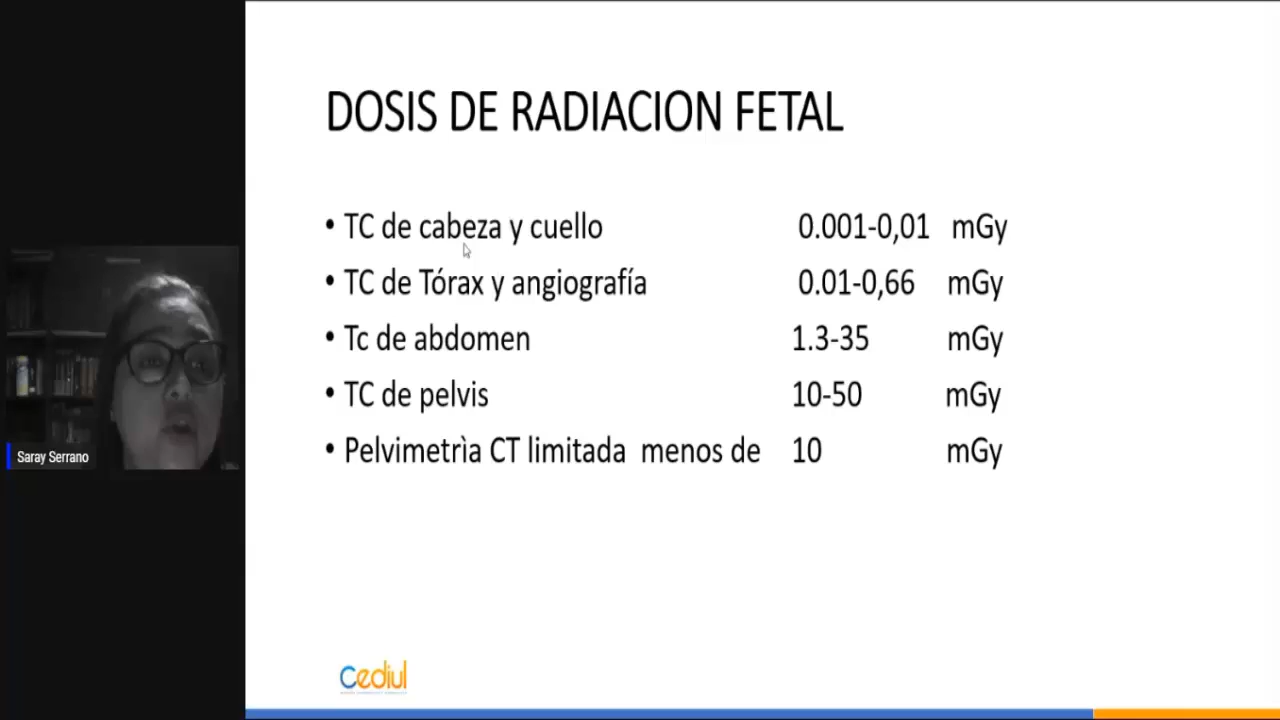 DOSIS DE RADIACION FETAL
• TC de cabeza y cuello 0.001-0,01 mGy
• TC de Tórax y angiografía 0.01-0,66 mGy
• Tc de abdomen 1.3-35 mGy
• TC de pelvis 10-50 mGy
• Pelvimetrìa CT limitada menos de 10 mGy
Saray Serrano
Cediul